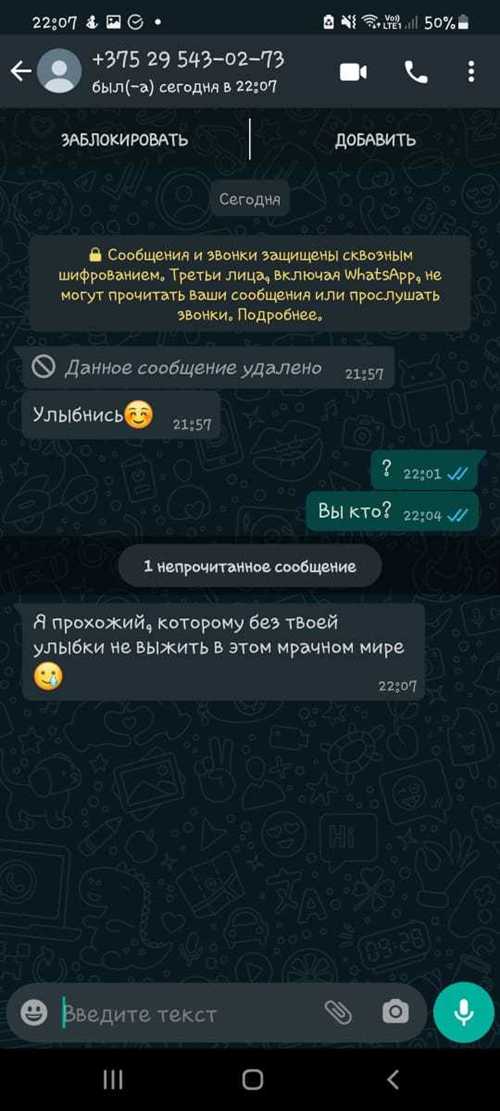 22:07
Vo))
LTE1
50%
+375 29 543-02-73
был(-а) сегодня в 22:07
ЗАБЛОКИРОВАТЬ
ДОБАВИТЬ
Сегодня
Сообщения и звонки защищены сквозным
шифрованием. Третьи лица, включая WhatsApp, не
могут прочитать ваши сообщения или прослушать
звонки. Подробнее.
Данное сообщение удалено 21:57
Улыбнись☺️ 21:57
? 22:01
Вы кто? 22:04
1 непрочитанное сообщение
Я прохожий, которому без твоей
улыбки не выжить в этом мрачном мире
🥲
22:07
Введите текст